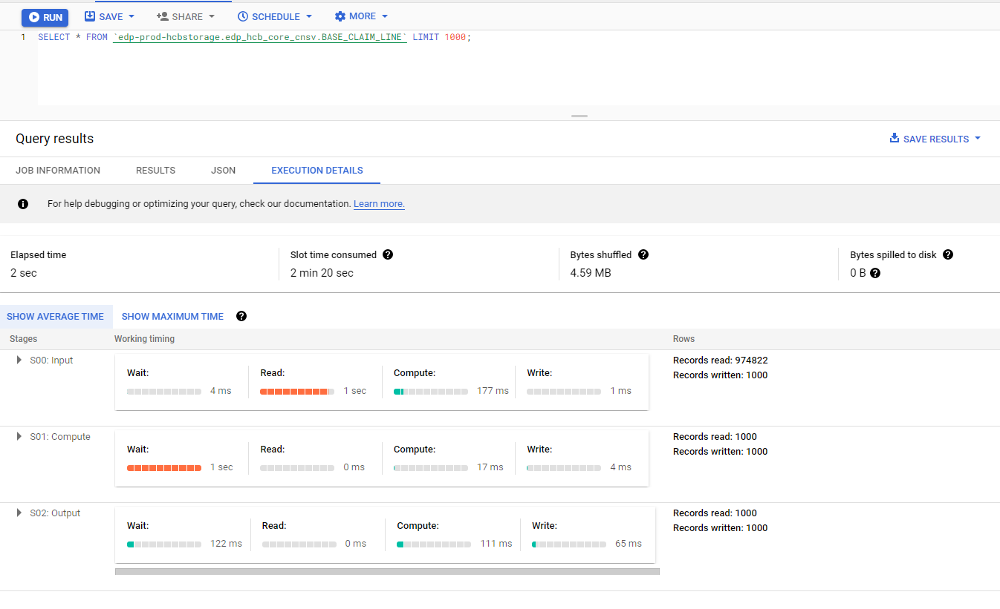 RUN SAVE SHARE SCHEDULE MORE
1 SELECT * FROM `edp-prod-hcbstorage.edp_hcb_core_cnsv.BASE_CLAIM_LINE` LIMIT 1000;
Query results SAVE RESULTS
JOB INFORMATION RESULTS JSON EXECUTION DETAILS
For help debugging or optimizing your query, check our documentation. Learn more.
Elapsed time Slot time consumed Bytes shuffled Bytes spilled to disk
2 sec 2 min 20 sec 4.59 MB 0 B
SHOW AVERAGE TIME SHOW MAXIMUM TIME
Stages Working timing Rows
S00: Input Records read: 974822
Wait: Read: Compute: Write: Records written: 1000
4 ms 1 sec 177 ms 1 ms
S01: Compute Records read: 1000
Wait: Read: Compute: Write: Records written: 1000
1 sec 0 ms 17 ms 4 ms
S02: Output Records read: 1000
Wait: Read: Compute: Write: Records written: 1000
122 ms 0 ms 111 ms 65 ms